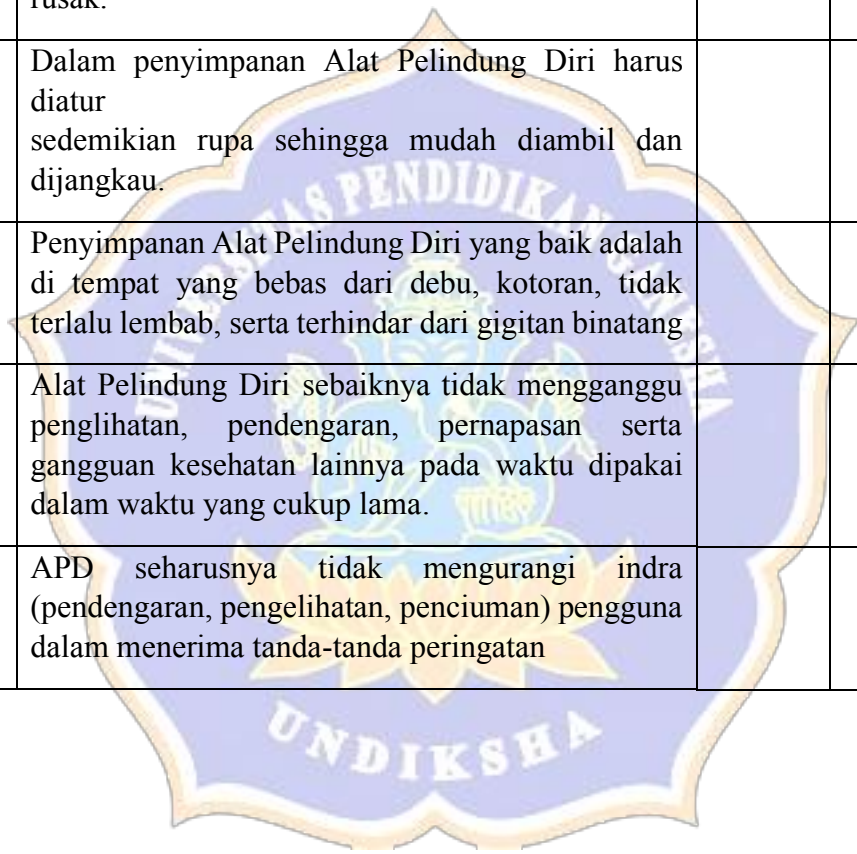 rusak.
Dalam penyimpanan Alat Pelindung Diri harus
diatur
sedemikian rupa sehingga mudah diambil dan
dijangkau.
Penyimpanan Alat Pelindung Diri yang baik adalah
di tempat yang bebas dari debu, kotoran, tidak
terlalu lembab, serta terhindar dari gigitan binatang
Alat Pelindung Diri sebaiknya tidak mengganggu
penglihatan, pendengaran, pernapasan serta
gangguan kesehatan lainnya pada waktu dipakai
dalam waktu yang cukup lama.
APD seharusnya tidak mengurangi indra
(pendengaran, pengelihatan, penciuman) pengguna
dalam menerima tanda-tanda peringatan
UNIVERSITAS PENDIDIKAN GANESHA
UNDIKSHA